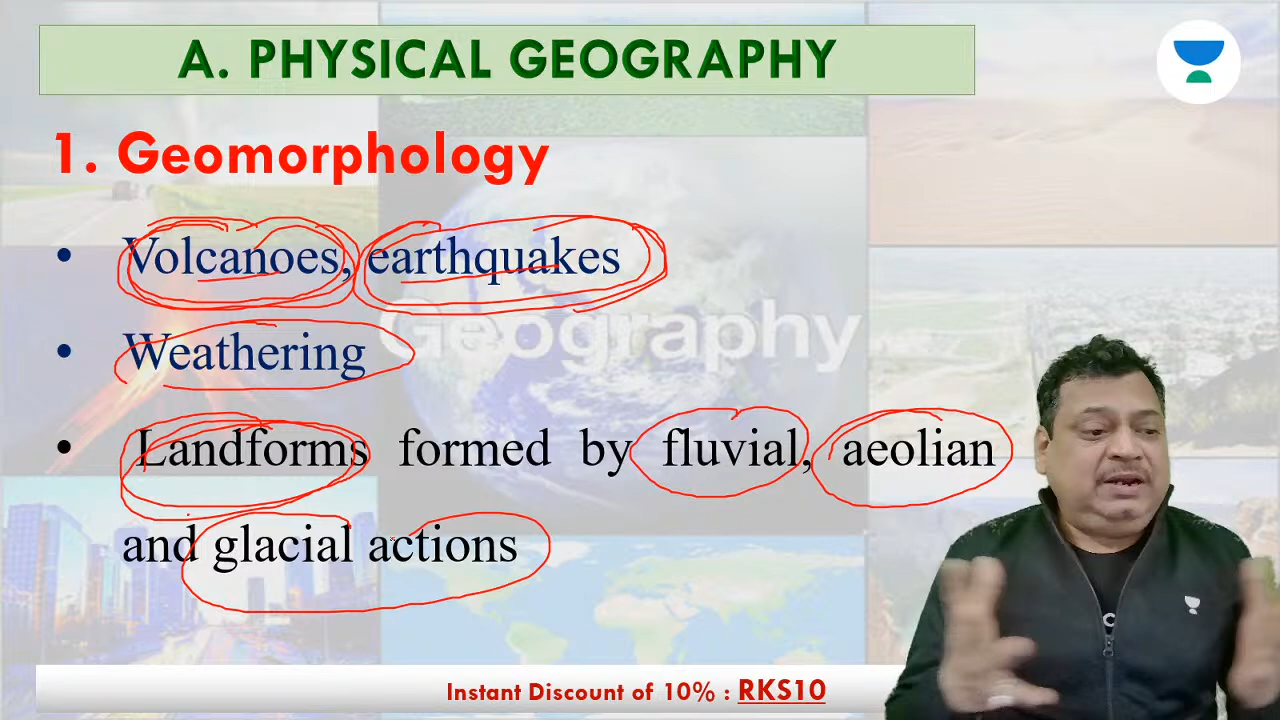 A. PHYSICAL GEOGRAPHY
1. Geomorphology
• Volcanoes, earthquakes
• Weathering
• Landforms formed by fluvial, aeolian
and glacial actions
Geography
Instant Discount of 10% : RKS10